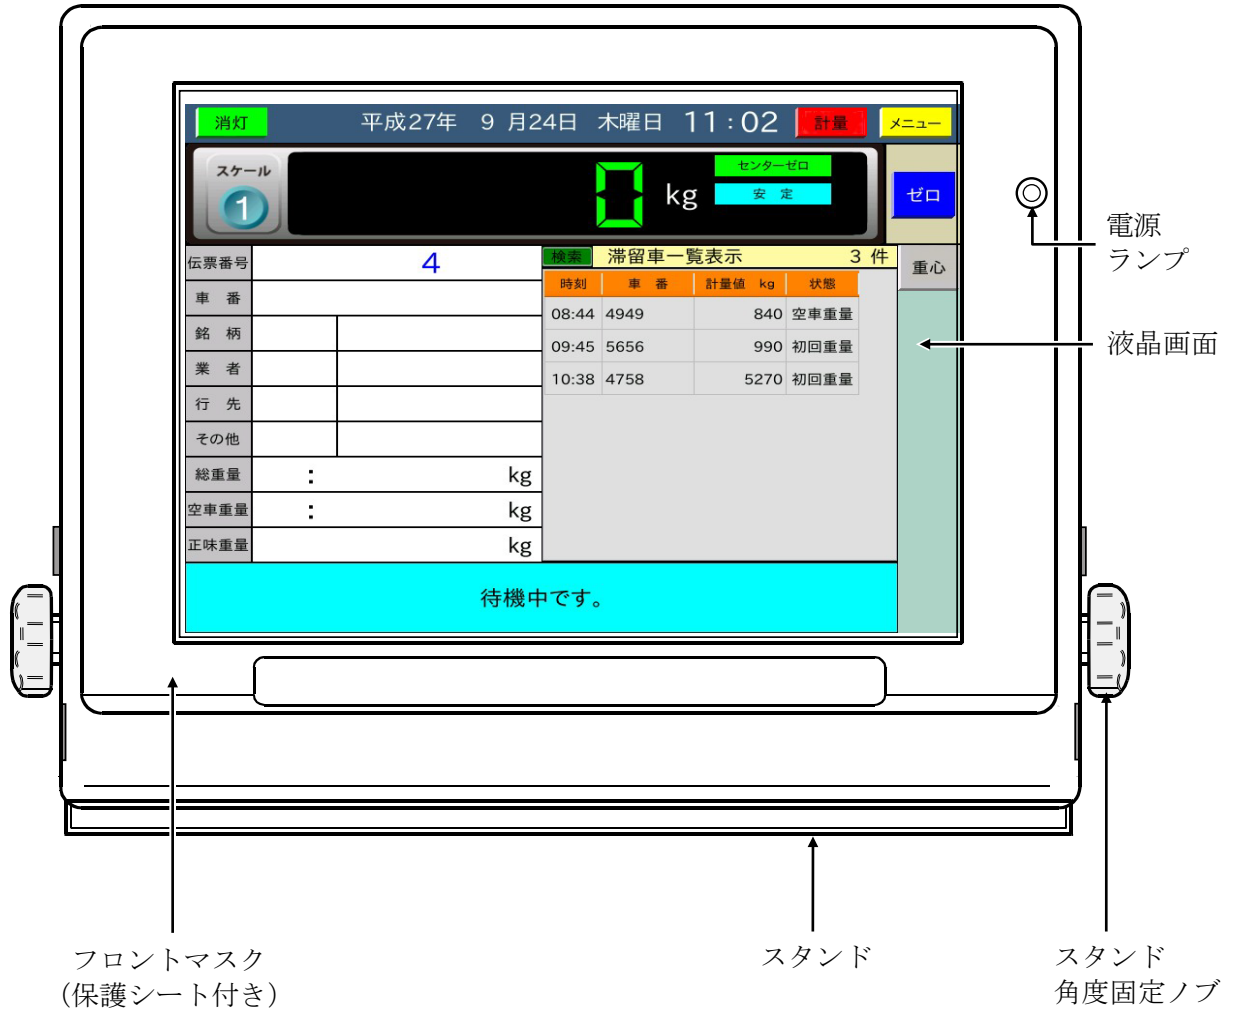 消灯 平成27年 9月24日 木曜日 11:02 計量 メニュー
スケール
1
0 kg
センターゼロ
安 定
ゼロ
電源
ランプ
伝票番号 4
検索 滞留車一覧表示 3 件
重心
時刻 車 番 計量値 kg 状態
08:44 4949 840 空車重量
09:45 5656 990 初回重量
10:38 4758 5270 初回重量
車 番
銘 柄
業 者
行 先
その他
総重量 : kg
空車重量 : kg
正味重量 kg
液晶画面
待機中です。
フロントマスク
(保護シート付き)
スタンド
スタンド
角度固定ノブ